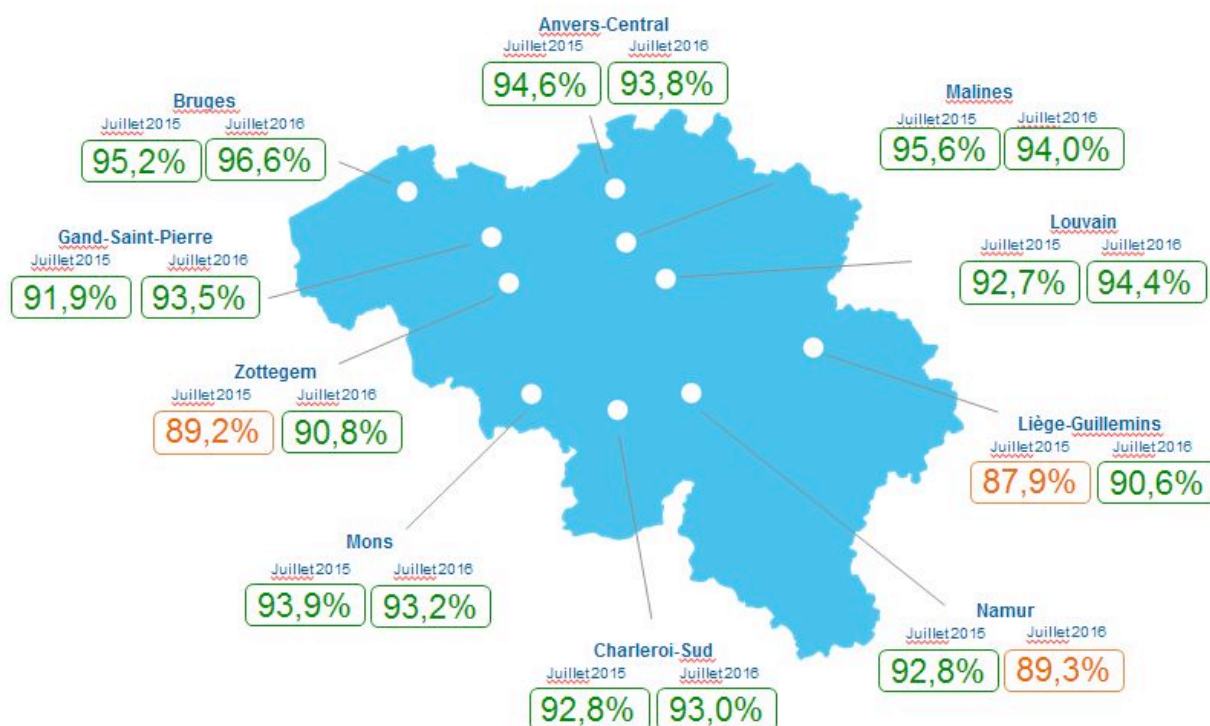 Anvers-Central
Juillet2015 Juillet2016
94,6% 93,8%
Bruges
Juillet2015 Juillet2016
95,2% 96,6%
Malines
Juillet2015 Juillet2016
95,6% 94,0%
Gand-Saint-Pierre
Juillet2015 Juillet2016
91,9% 93,5%
Louvain
Juillet2015 Juillet2016
92,7% 94,4%
Zottegem
Juillet2015 Juillet2016
89,2% 90,8%
Liège-Guillemins
Juillet2015 Juillet2016
87,9% 90,6%
Mons
Juillet2015 Juillet2016
93,9% 93,2%
Namur
Juillet2015 Juillet2016
92,8% 89,3%
Charleroi-Sud
Juillet2015 Juillet2016
92,8% 93,0%